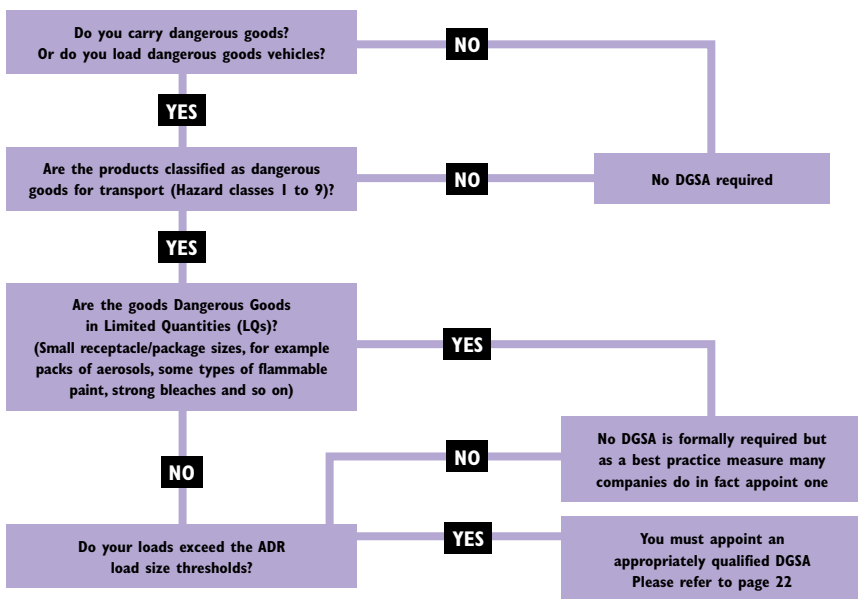 Do you carry dangerous goods?
Or do you load dangerous goods vehicles?
NO
YES
Are the products classified as dangerous
goods for transport (Hazard classes 1 to 9)?
NO
No DGSA required
YES
Are the goods Dangerous Goods
in Limited Quantities (LQs)?
(Small receptacle/package sizes, for example
packs of aerosols, some types of flammable
paint, strong bleaches and so on)
YES
No DGSA is formally required but
as a best practice measure many
companies do in fact appoint one
NO
NO
Do your loads exceed the ADR
load size thresholds?
YES
You must appoint an
appropriately qualified DGSA
Please refer to page 22